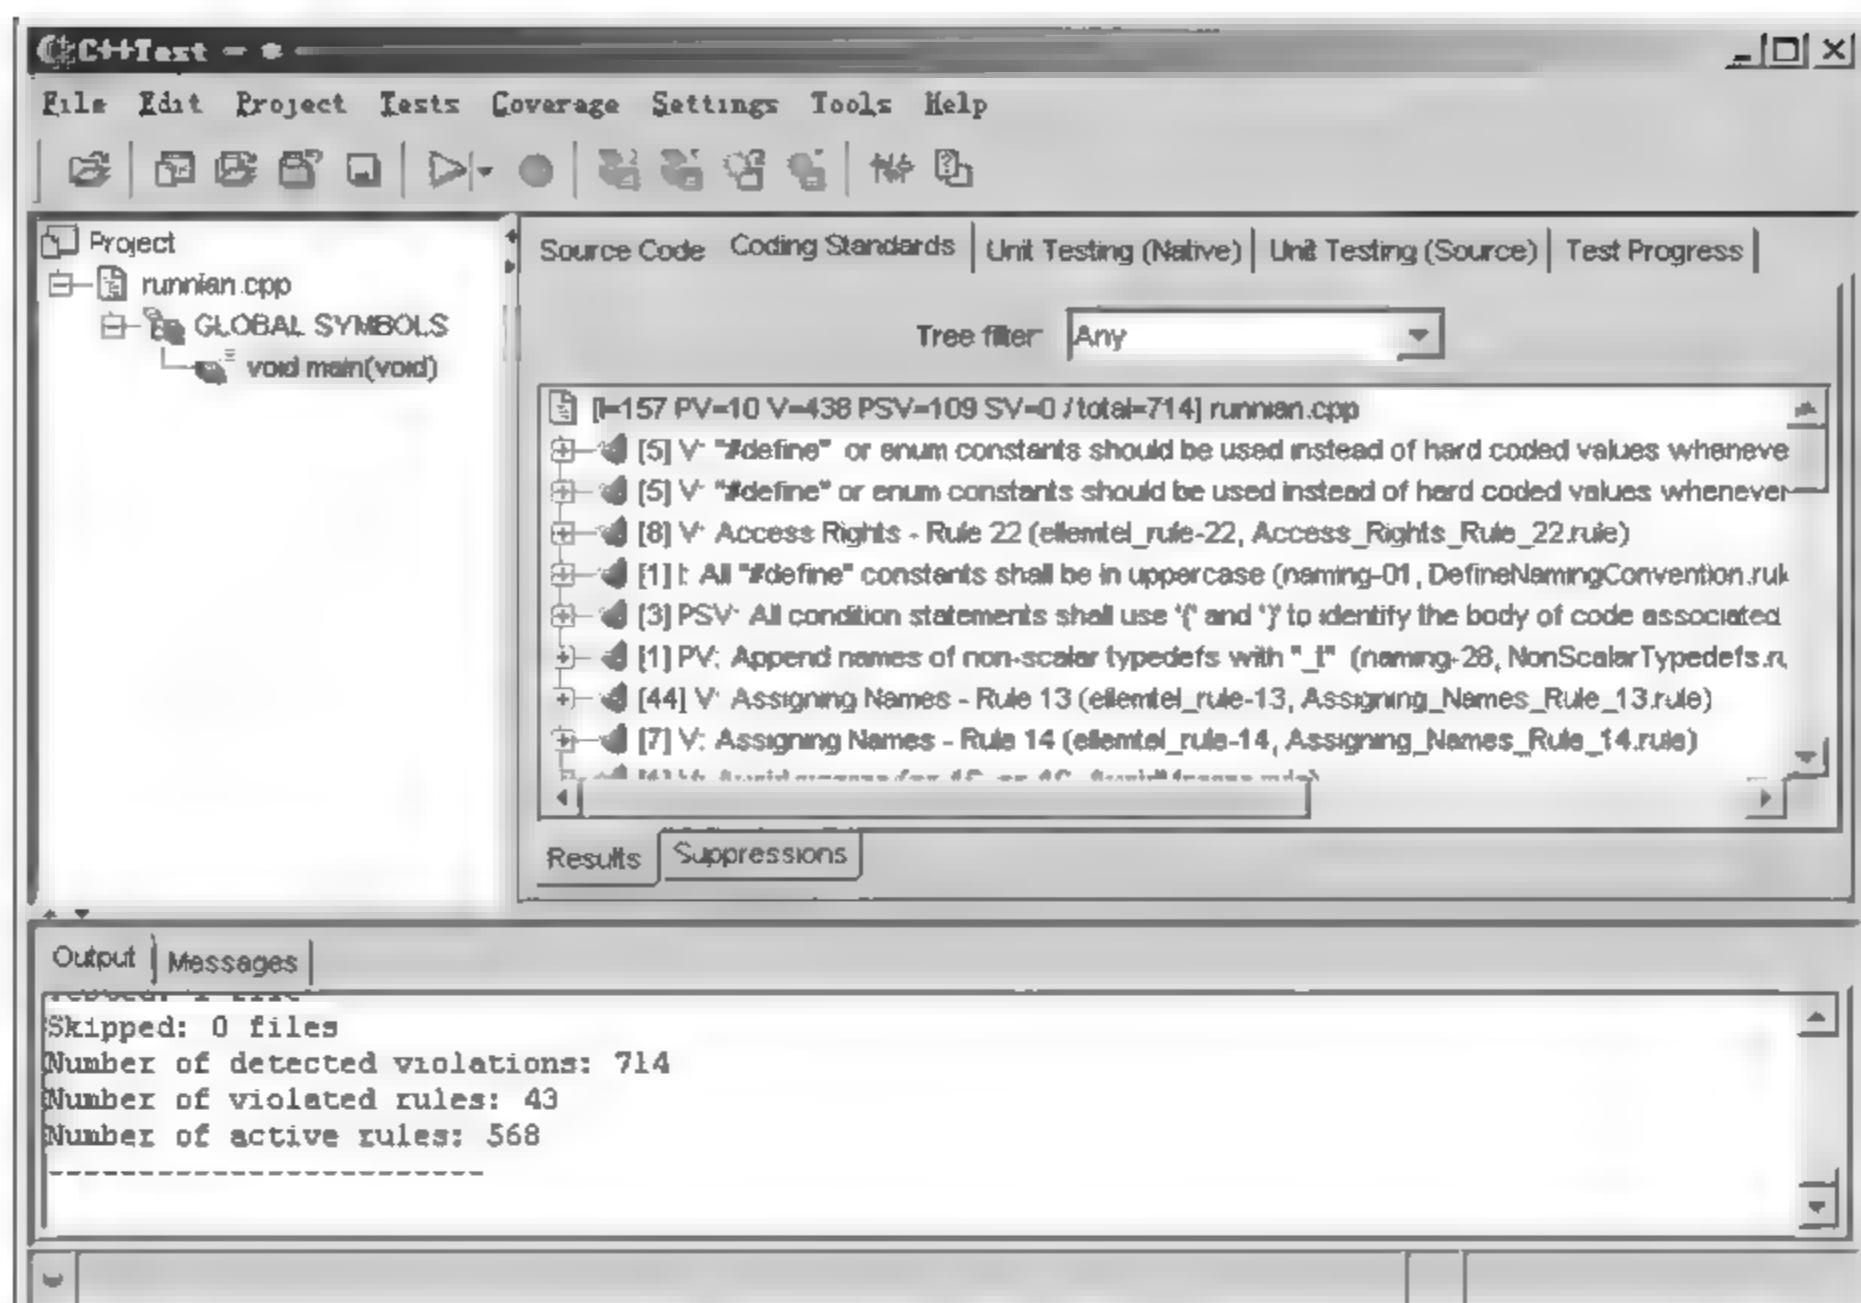 C++Test - *
File Edit Project Tests Coverage Settings Tools Help
Project
runnian.cpp
GLOBAL SYMBOLS
void main(void)
Source Code Coding Standards Unit Testing (Native) Unit Testing (Source) Test Progress
Tree filter Any
[I=157 PV=10 V=438 PSV=109 SV=0 / total=714] runnian.cpp
[5] V: "#define" or enum constants should be used instead of hard coded values wheneve
[5] V: "#define" or enum constants should be used instead of hard coded values whenever
[8] V: Access Rights - Rule 22 (ellemtel_rule-22, Access_Rights_Rule_22.rule)
[1] I: All "#define" constants shall be in uppercase (naming-01, DefineNamingConvention.rul
[3] PSV: All condition statements shall use '{' and '}' to identify the body of code associated
[1] PV: Append names of non-scalar typedefs with "_t" (naming-28, NonScalarTypedefs.ru
[44] V: Assigning Names - Rule 13 (ellemtel_rule-13, Assigning_Names_Rule_13.rule)
[7] V: Assigning Names - Rule 14 (ellemtel_rule-14, Assigning_Names_Rule_14.rule)
Results Suppressions
Output Messages
Skipped: 0 files
Number of detected violations: 714
Number of violated rules: 43
Number of active rules: 568
------------------------